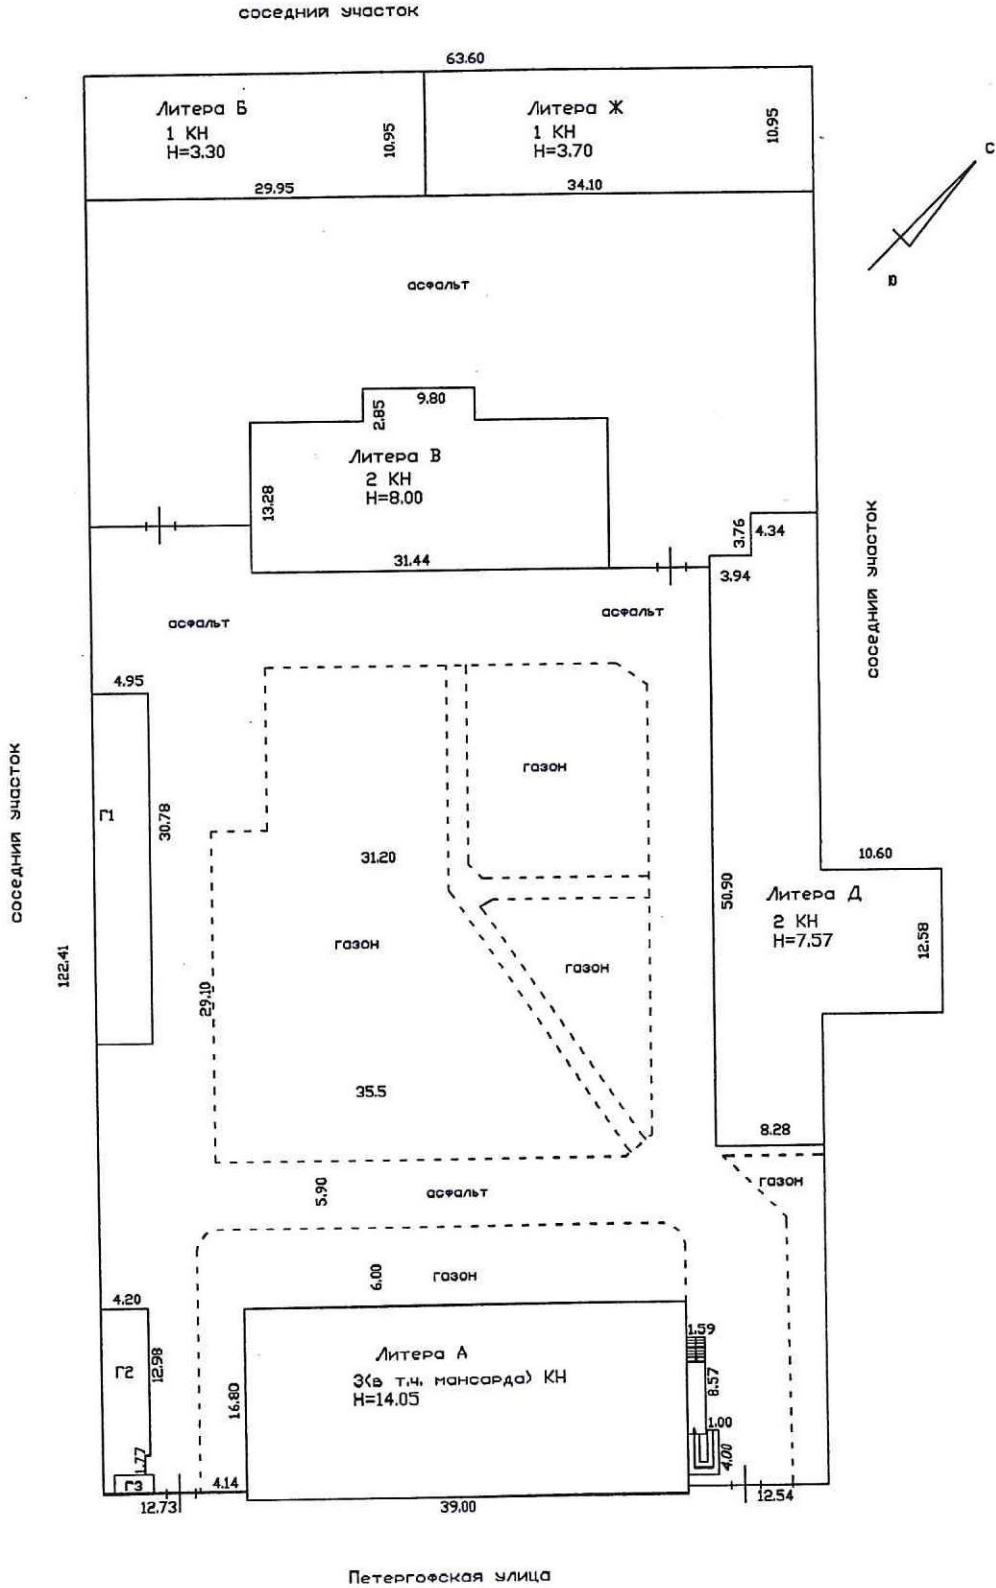 соседний участок
63.60
Литера Б
1 КН
Н=3.30
10.95
29.95
Литера Ж
1 КН
Н=3.70
10.95
34.10
С
Ю
асфальт
9.80
2.85
Литера В
2 КН
Н=8.00
13.28
31.44
3.76
4.34
3.94
соседний участок
асфальт
асфальт
4.95
Г1
30.78
соседний участок
122.41
газон
31.20
газон
29.10
газон
35.5
50.90
10.60
Литера Д
2 КН
Н=7.57
12.58
8.28
газон
5.90
асфальт
6.00
газон
4.20
Г2
12.98
1.77
Г3
12.73
4.14
16.80
Литера А
3(в т.ч. мансарда) КН
Н=14.05
39.00
1.59
8.57
1.00
4.00
12.54
Петергофская улица